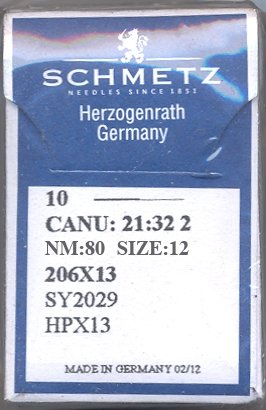 SCHMETZ
NEEDLES SINCE 1851
Herzogenrath
Germany
10
CANU: 21:32 2
NM:80 SIZE:12
206X13
SY2029
HPX13
MADE IN GERMANY 02/12